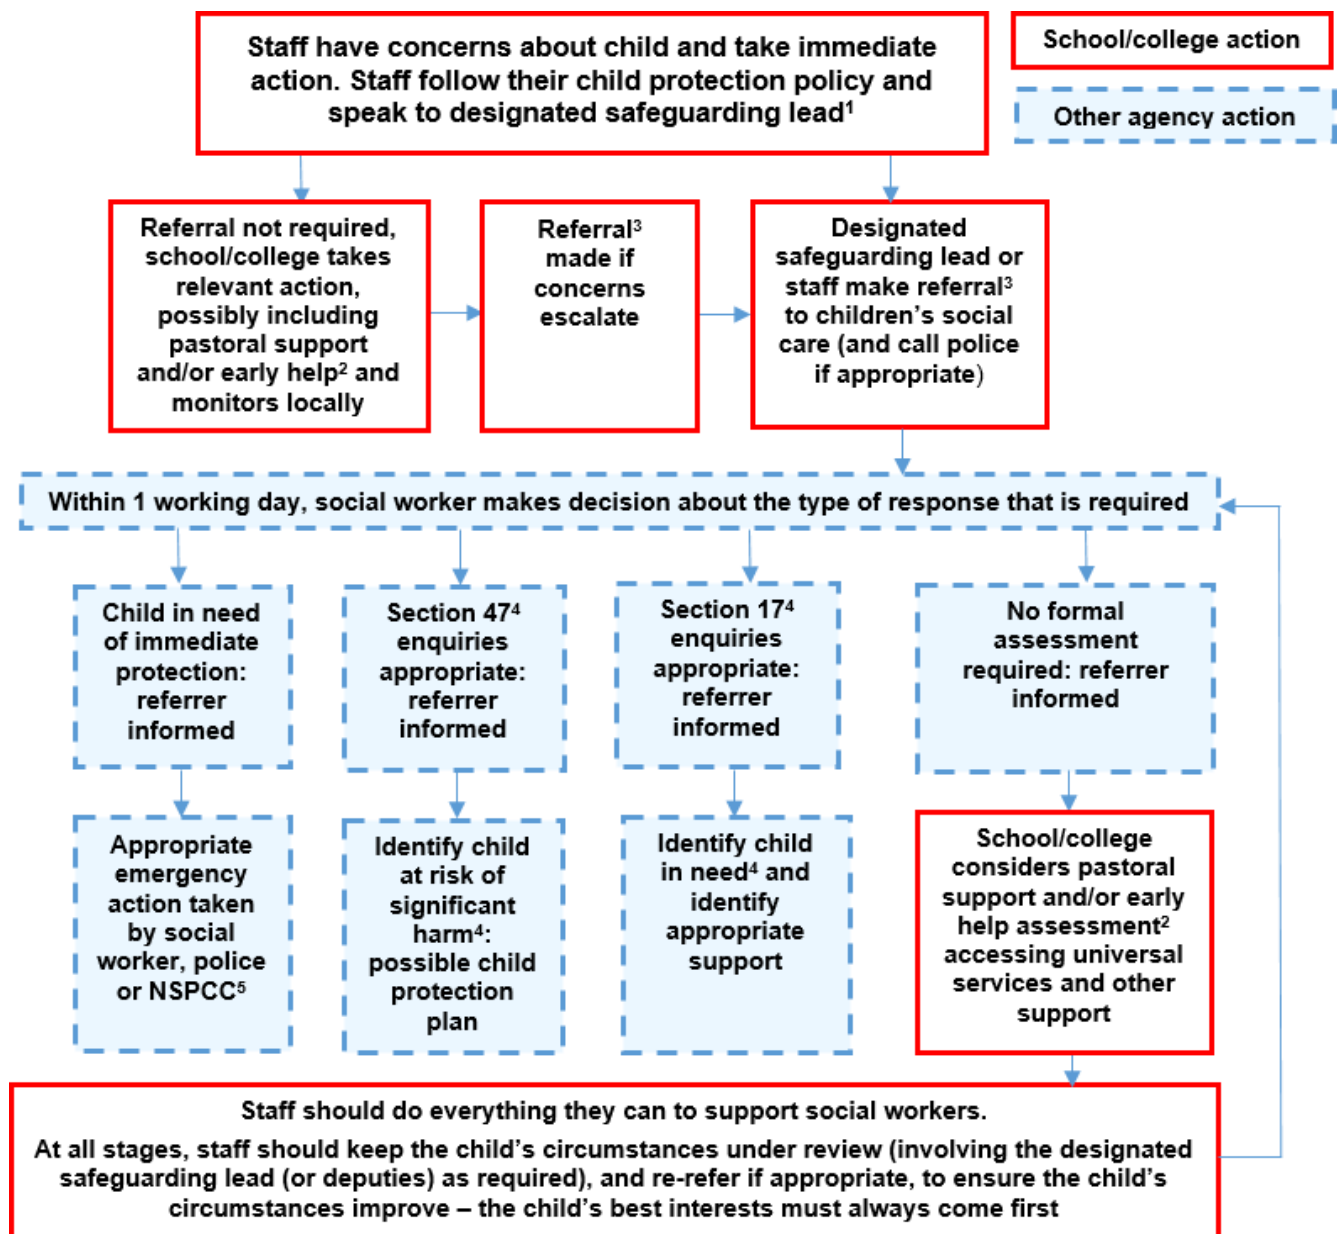 Staff have concerns about child and take immediate
action. Staff follow their child protection policy and
speak to designated safeguarding lead¹
School/college action
Other agency action
Referral not required,
school/college takes
relevant action,
possibly including
pastoral support
and/or early help² and
monitors locally
Referral³
made if
concerns
escalate
Designated
safeguarding lead or
staff make referral³
to children’s social
care (and call police
if appropriate)
Within 1 working day, social worker makes decision about the type of response that is required
Child in need
of immediate
protection:
referrer
informed
Section 47⁴
enquiries
appropriate:
referrer
informed
Section 17⁴
enquiries
appropriate:
referrer
informed
No formal
assessment
required: referrer
informed
Appropriate
emergency
action taken
by social
worker, police
or NSPCC⁵
Identify child
at risk of
significant
harm⁴:
possible child
protection
plan
Identify child
in need⁴ and
identify
appropriate
support
School/college
considers pastoral
support and/or early
help assessment²
accessing universal
services and other
support
Staff should do everything they can to support social workers.
At all stages, staff should keep the child’s circumstances under review (involving the designated
safeguarding lead (or deputies) as required), and re-refer if appropriate, to ensure the child’s
circumstances improve – the child’s best interests must always come first